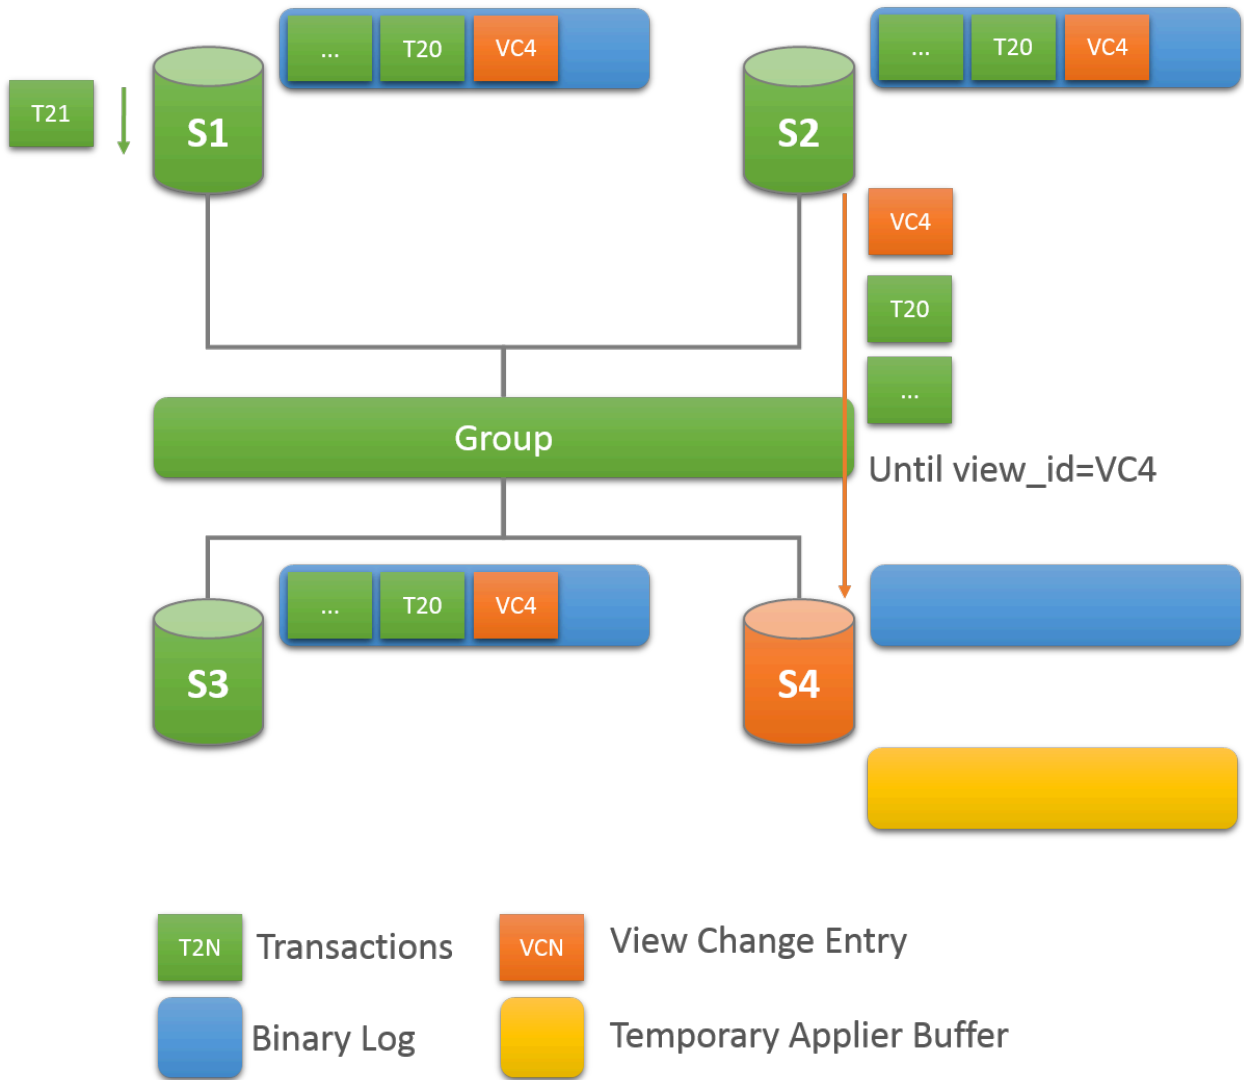 ... T20 VC4
... T20 VC4
T21
S1
S2
VC4
T20
...
Group
Until view_id=VC4
... T20 VC4
S3
S4
T2N Transactions
VCN View Change Entry
Binary Log
Temporary Applier Buffer